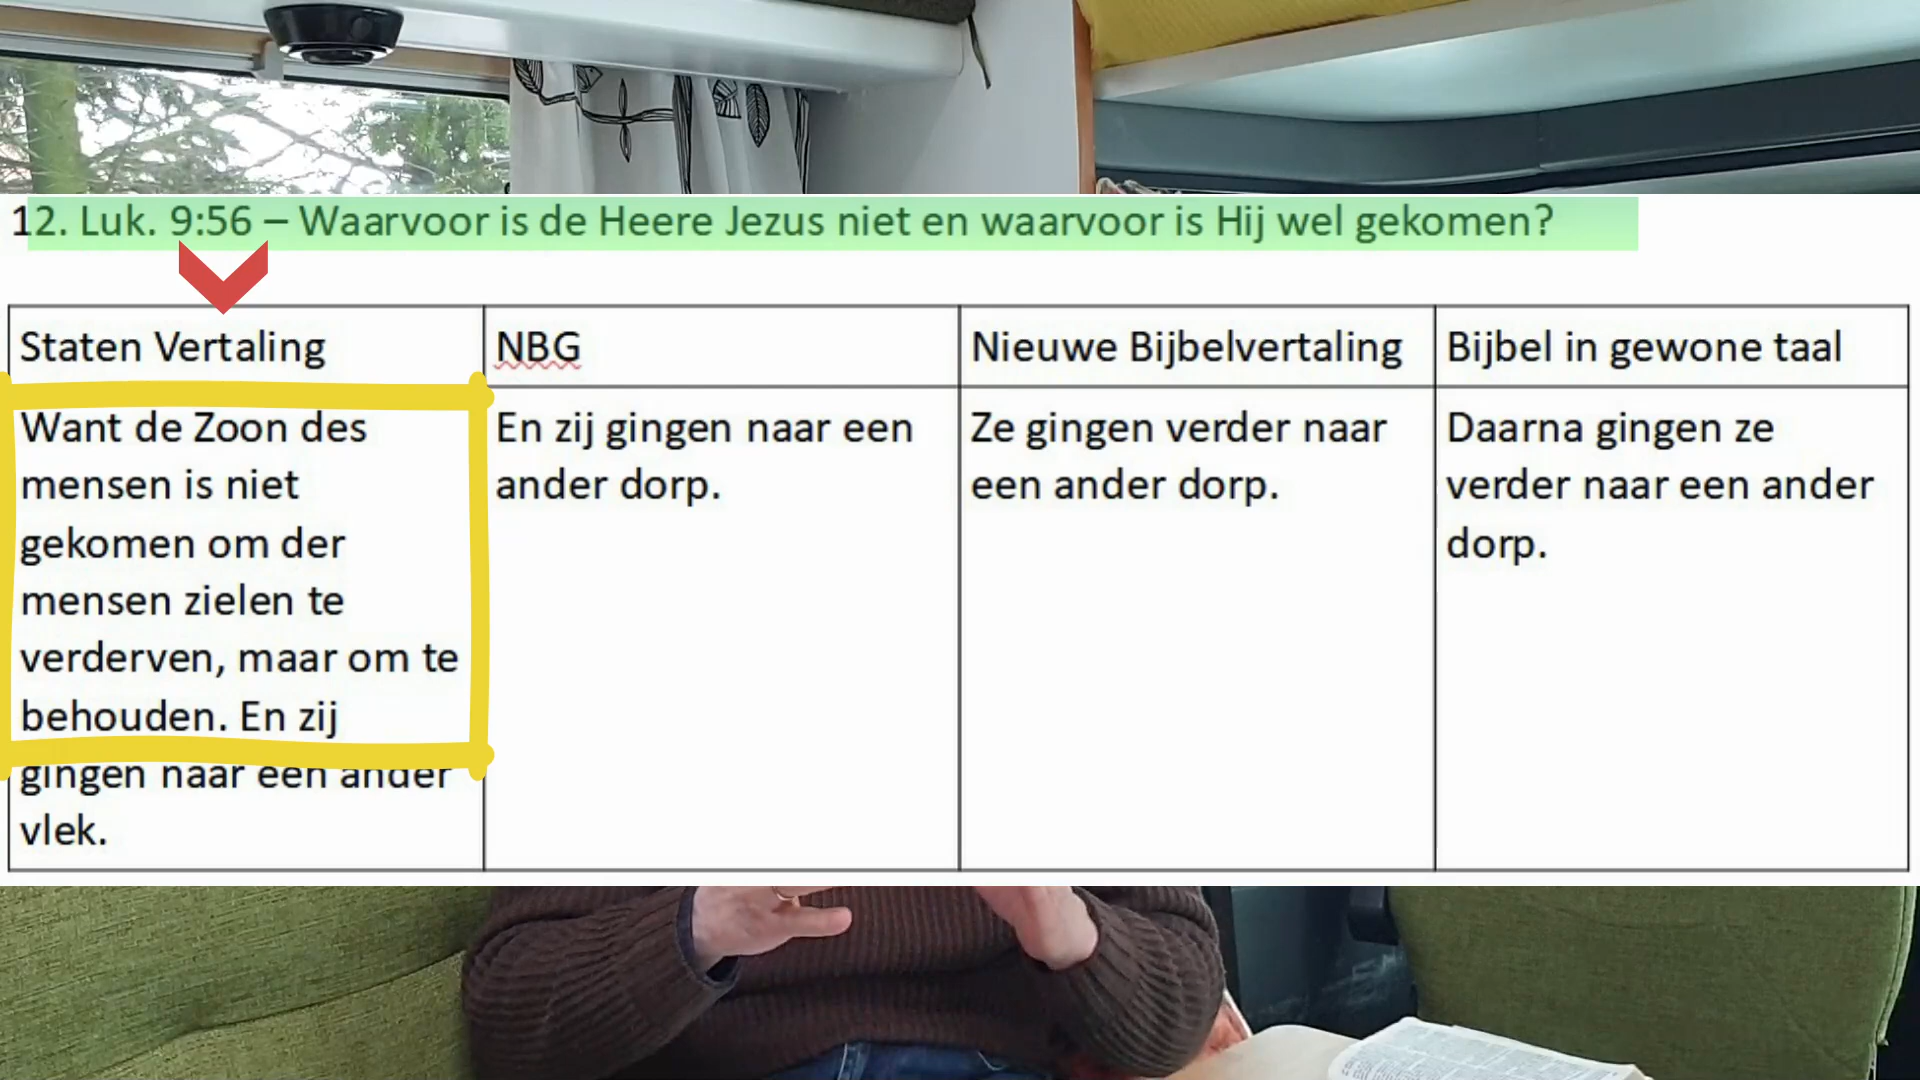 12. Luk. 9:56 – Waarvoor is de Heere Jezus niet en waarvoor is Hij wel gekomen?
Staten Vertaling
Want de Zoon des
mensen is niet
gekomen om der
mensen zielen te
verderven, maar om te
behouden. En zij
gingen naar een ander
vlek.
NBG
En zij gingen naar een
ander dorp.
Nieuwe Bijbelvertaling
Ze gingen verder naar
een ander dorp.
Bijbel in gewone taal
Daarna gingen ze
verder naar een ander
dorp.